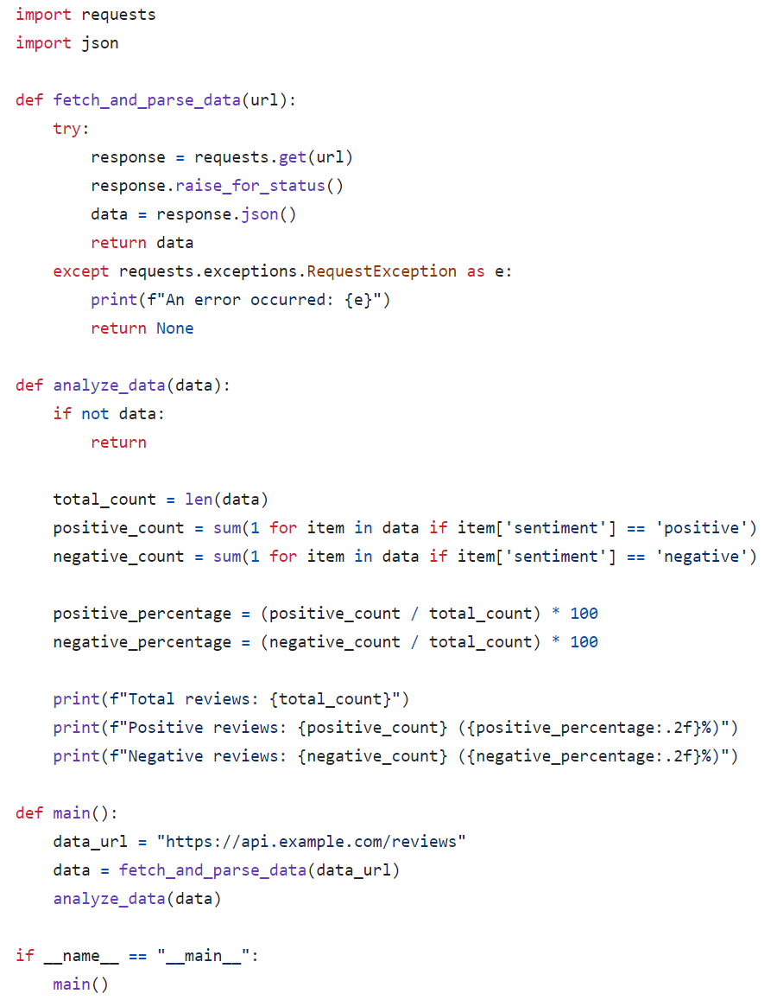 import requests
import json

def fetch_and_parse_data(url):
    try:
        response = requests.get(url)
        response.raise_for_status()
        data = response.json()
        return data
    except requests.exceptions.RequestException as e:
        print(f"An error occurred: {e}")
        return None

def analyze_data(data):
    if not data:
        return

    total_count = len(data)
    positive_count = sum(1 for item in data if item['sentiment'] == 'positive')
    negative_count = sum(1 for item in data if item['sentiment'] == 'negative')

    positive_percentage = (positive_count / total_count) * 100
    negative_percentage = (negative_count / total_count) * 100

    print(f"Total reviews: {total_count}")
    print(f"Positive reviews: {positive_count} ({positive_percentage:.2f}%)")
    print(f"Negative reviews: {negative_count} ({negative_percentage:.2f}%)")

def main():
    data_url = "https://api.example.com/reviews"
    data = fetch_and_parse_data(data_url)
    analyze_data(data)

if __name__ == "__main__":
    main()